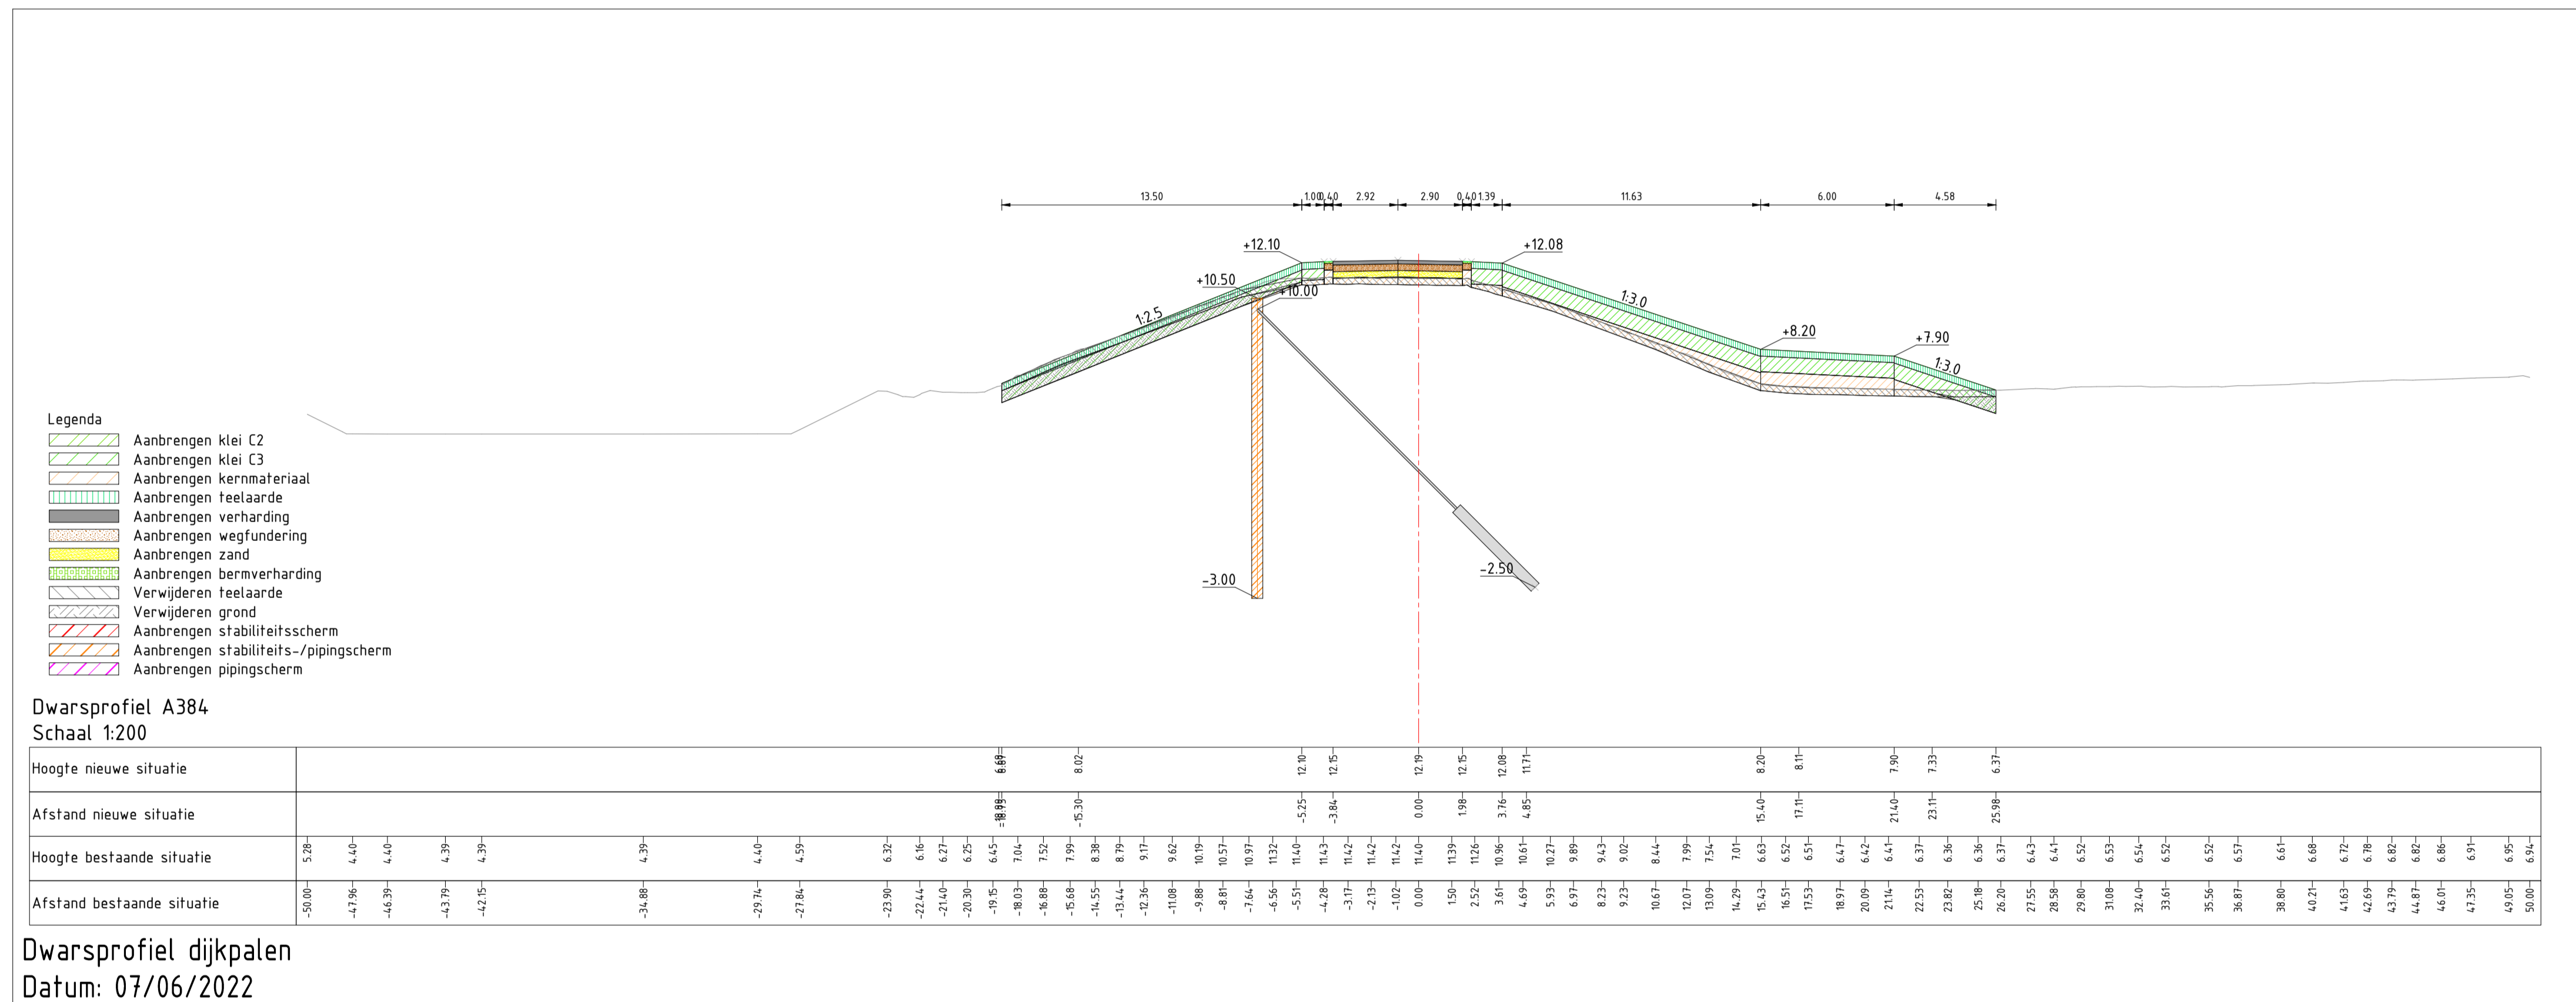 13.50 1.00 0.40 2.92 2.90 0.40 1.39 11.63 6.00 4.58
+12.10 +12.08
+10.50
+10.00
1:2.5 1:3.0
+8.20
+7.90
1:3.0
-3.00
-2.50
Legenda
Aanbrengen klei C2
Aanbrengen klei C3
Aanbrengen kernmateriaal
Aanbrengen teelaarde
Aanbrengen verharding
Aanbrengen wegfundering
Aanbrengen zand
Aanbrengen bermverharding
Verwijderen teelaarde
Verwijderen grond
Aanbrengen stabiliteitsscherm
Aanbrengen stabiliteits-/pipingscherm
Aanbrengen pipingscherm
Dwarsprofiel A384
Schaal 1:200
Hoogte nieuwe situatie 8.02 12.10 12.15 12.19 12.15 12.08 11.71 8.20 8.11 7.90 7.33 6.37
Afstand nieuwe situatie -15.30 -5.25 -3.84 0.00 1.98 3.76 4.85 15.40 17.11 21.40 23.11 25.98
Hoogte bestaande situatie 5.28 4.40 4.40 4.39 4.39 4.39 4.40 4.59 6.32 6.16 6.27 6.25 6.45 7.04 7.52 7.99 8.38 8.79 9.17 9.62 10.19 10.57 10.97 11.32 11.40 11.43 11.42 11.42 11.42 11.40 11.39 11.26 10.96 10.61 10.27 9.89 9.43 9.02 8.44 7.99 7.54 7.01 6.63 6.52 6.51 6.47 6.42 6.41 6.37 6.36 6.36 6.37 6.43 6.41 6.52 6.53 6.54 6.52 6.52 6.57 6.61 6.68 6.72 6.78 6.82 6.82 6.86 6.91 6.95 6.94
Afstand bestaande situatie -50.00 -47.96 -46.39 -43.79 -42.15 -34.88 -29.74 -27.84 -23.90 -22.44 -21.40 -20.30 -19.15 -18.03 -16.88 -15.68 -14.55 -13.44 -12.36 -11.08 -9.88 -8.81 -7.64 -6.56 -5.51 -4.28 -3.17 -2.13 -1.02 0.00 1.50 2.52 3.61 4.69 5.93 6.97 8.23 9.23 10.67 12.07 13.09 14.29 15.43 16.51 17.53 18.97 20.09 21.14 22.53 23.82 25.18 26.20 27.55 28.58 29.80 31.08 32.40 33.61 35.56 36.87 38.80 40.21 41.63 42.69 43.79 44.87 46.01 47.35 49.05 50.00
Dwarsprofiel dijkpalen
Datum: 07/06/2022